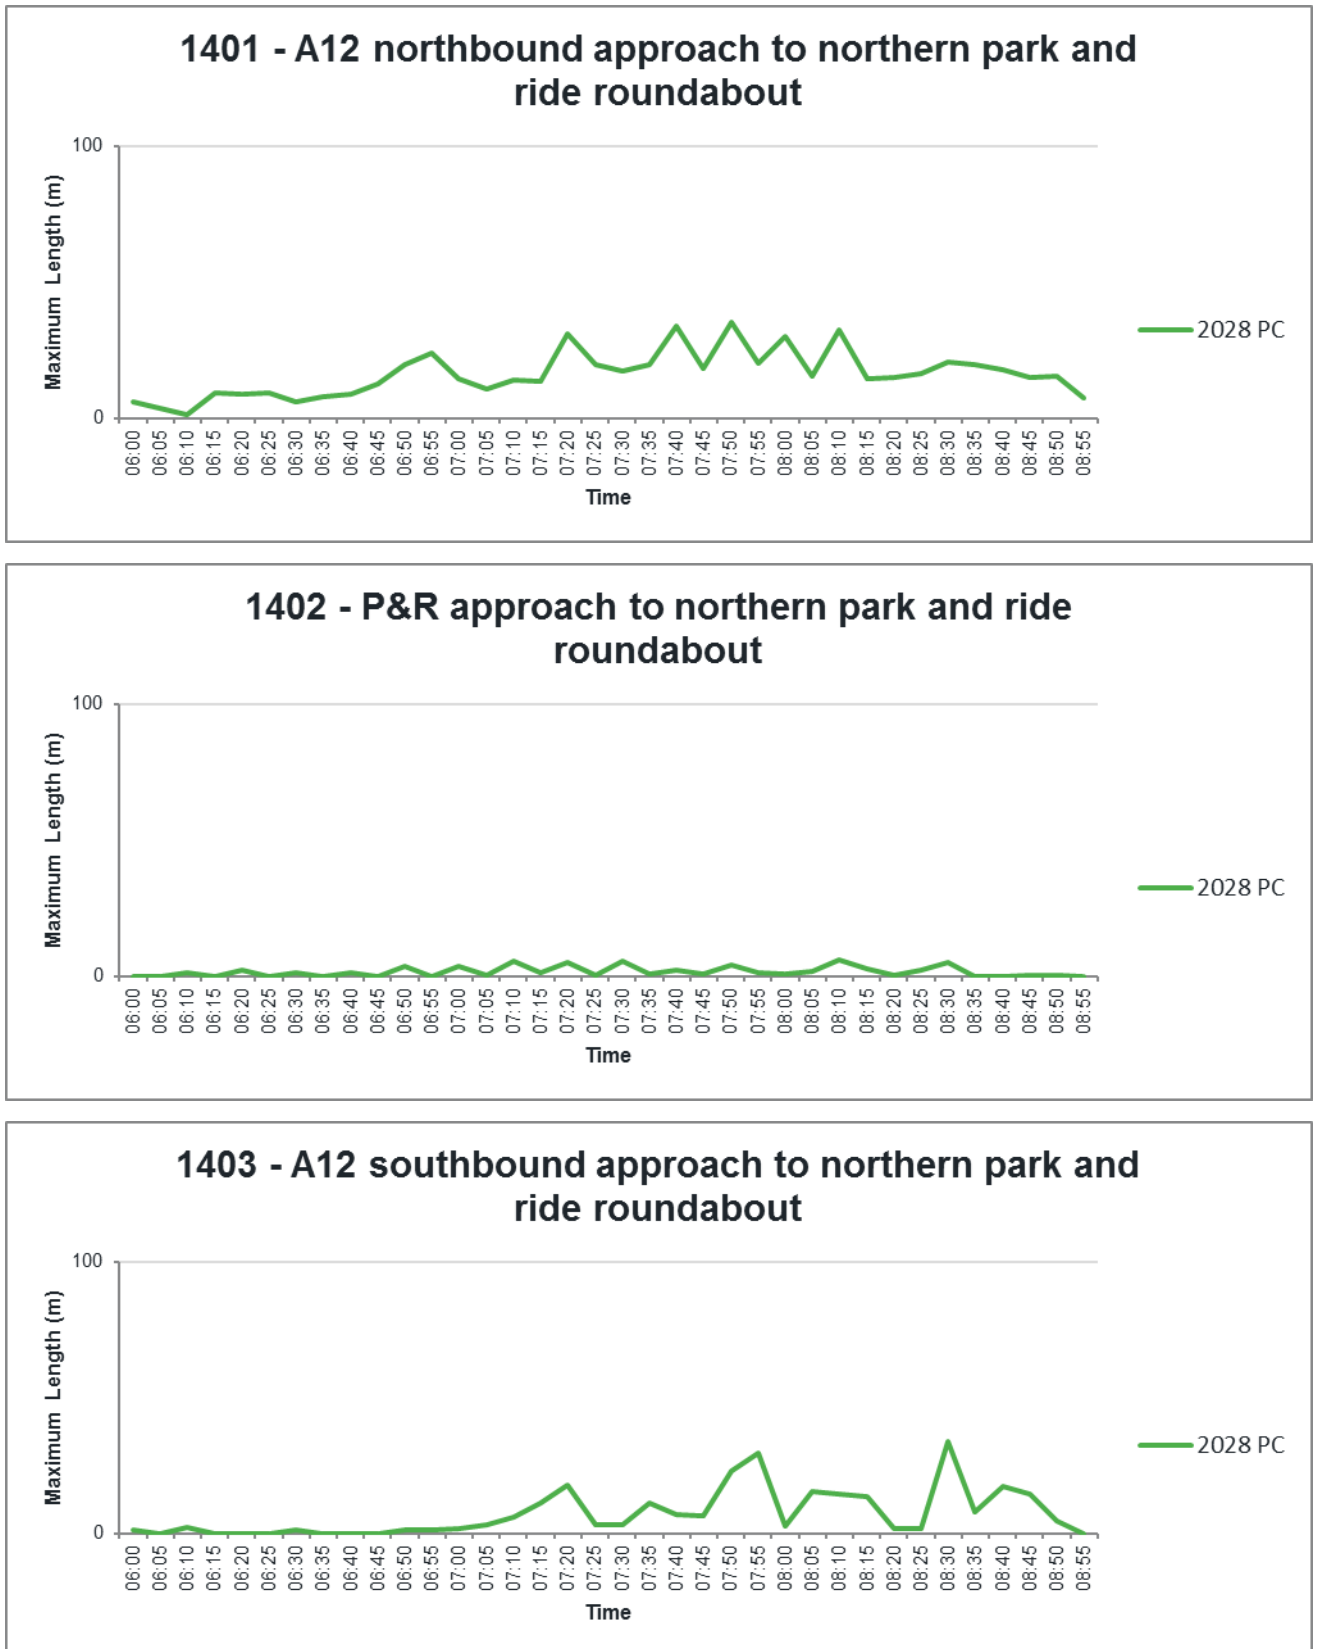 1401 - A12 northbound approach to northern park and
ride roundabout
100
Maximum Length (m)
0
2028 PC
06:00 06:05 06:10 06:15 06:20 06:25 06:30 06:35 06:40 06:45 06:50 06:55 07:00 07:05 07:10 07:15 07:20 07:25 07:30 07:35 07:40 07:45 07:50 07:55 08:00 08:05 08:10 08:15 08:20 08:25 08:30 08:35 08:40 08:45 08:50 08:55
Time
1402 - P&R approach to northern park and ride
roundabout
100
Maximum Length (m)
0
2028 PC
06:00 06:05 06:10 06:15 06:20 06:25 06:30 06:35 06:40 06:45 06:50 06:55 07:00 07:05 07:10 07:15 07:20 07:25 07:30 07:35 07:40 07:45 07:50 07:55 08:00 08:05 08:10 08:15 08:20 08:25 08:30 08:35 08:40 08:45 08:50 08:55
Time
1403 - A12 southbound approach to northern park and
ride roundabout
100
Maximum Length (m)
0
2028 PC
06:00 06:05 06:10 06:15 06:20 06:25 06:30 06:35 06:40 06:45 06:50 06:55 07:00 07:05 07:10 07:15 07:20 07:25 07:30 07:35 07:40 07:45 07:50 07:55 08:00 08:05 08:10 08:15 08:20 08:25 08:30 08:35 08:40 08:45 08:50 08:55
Time